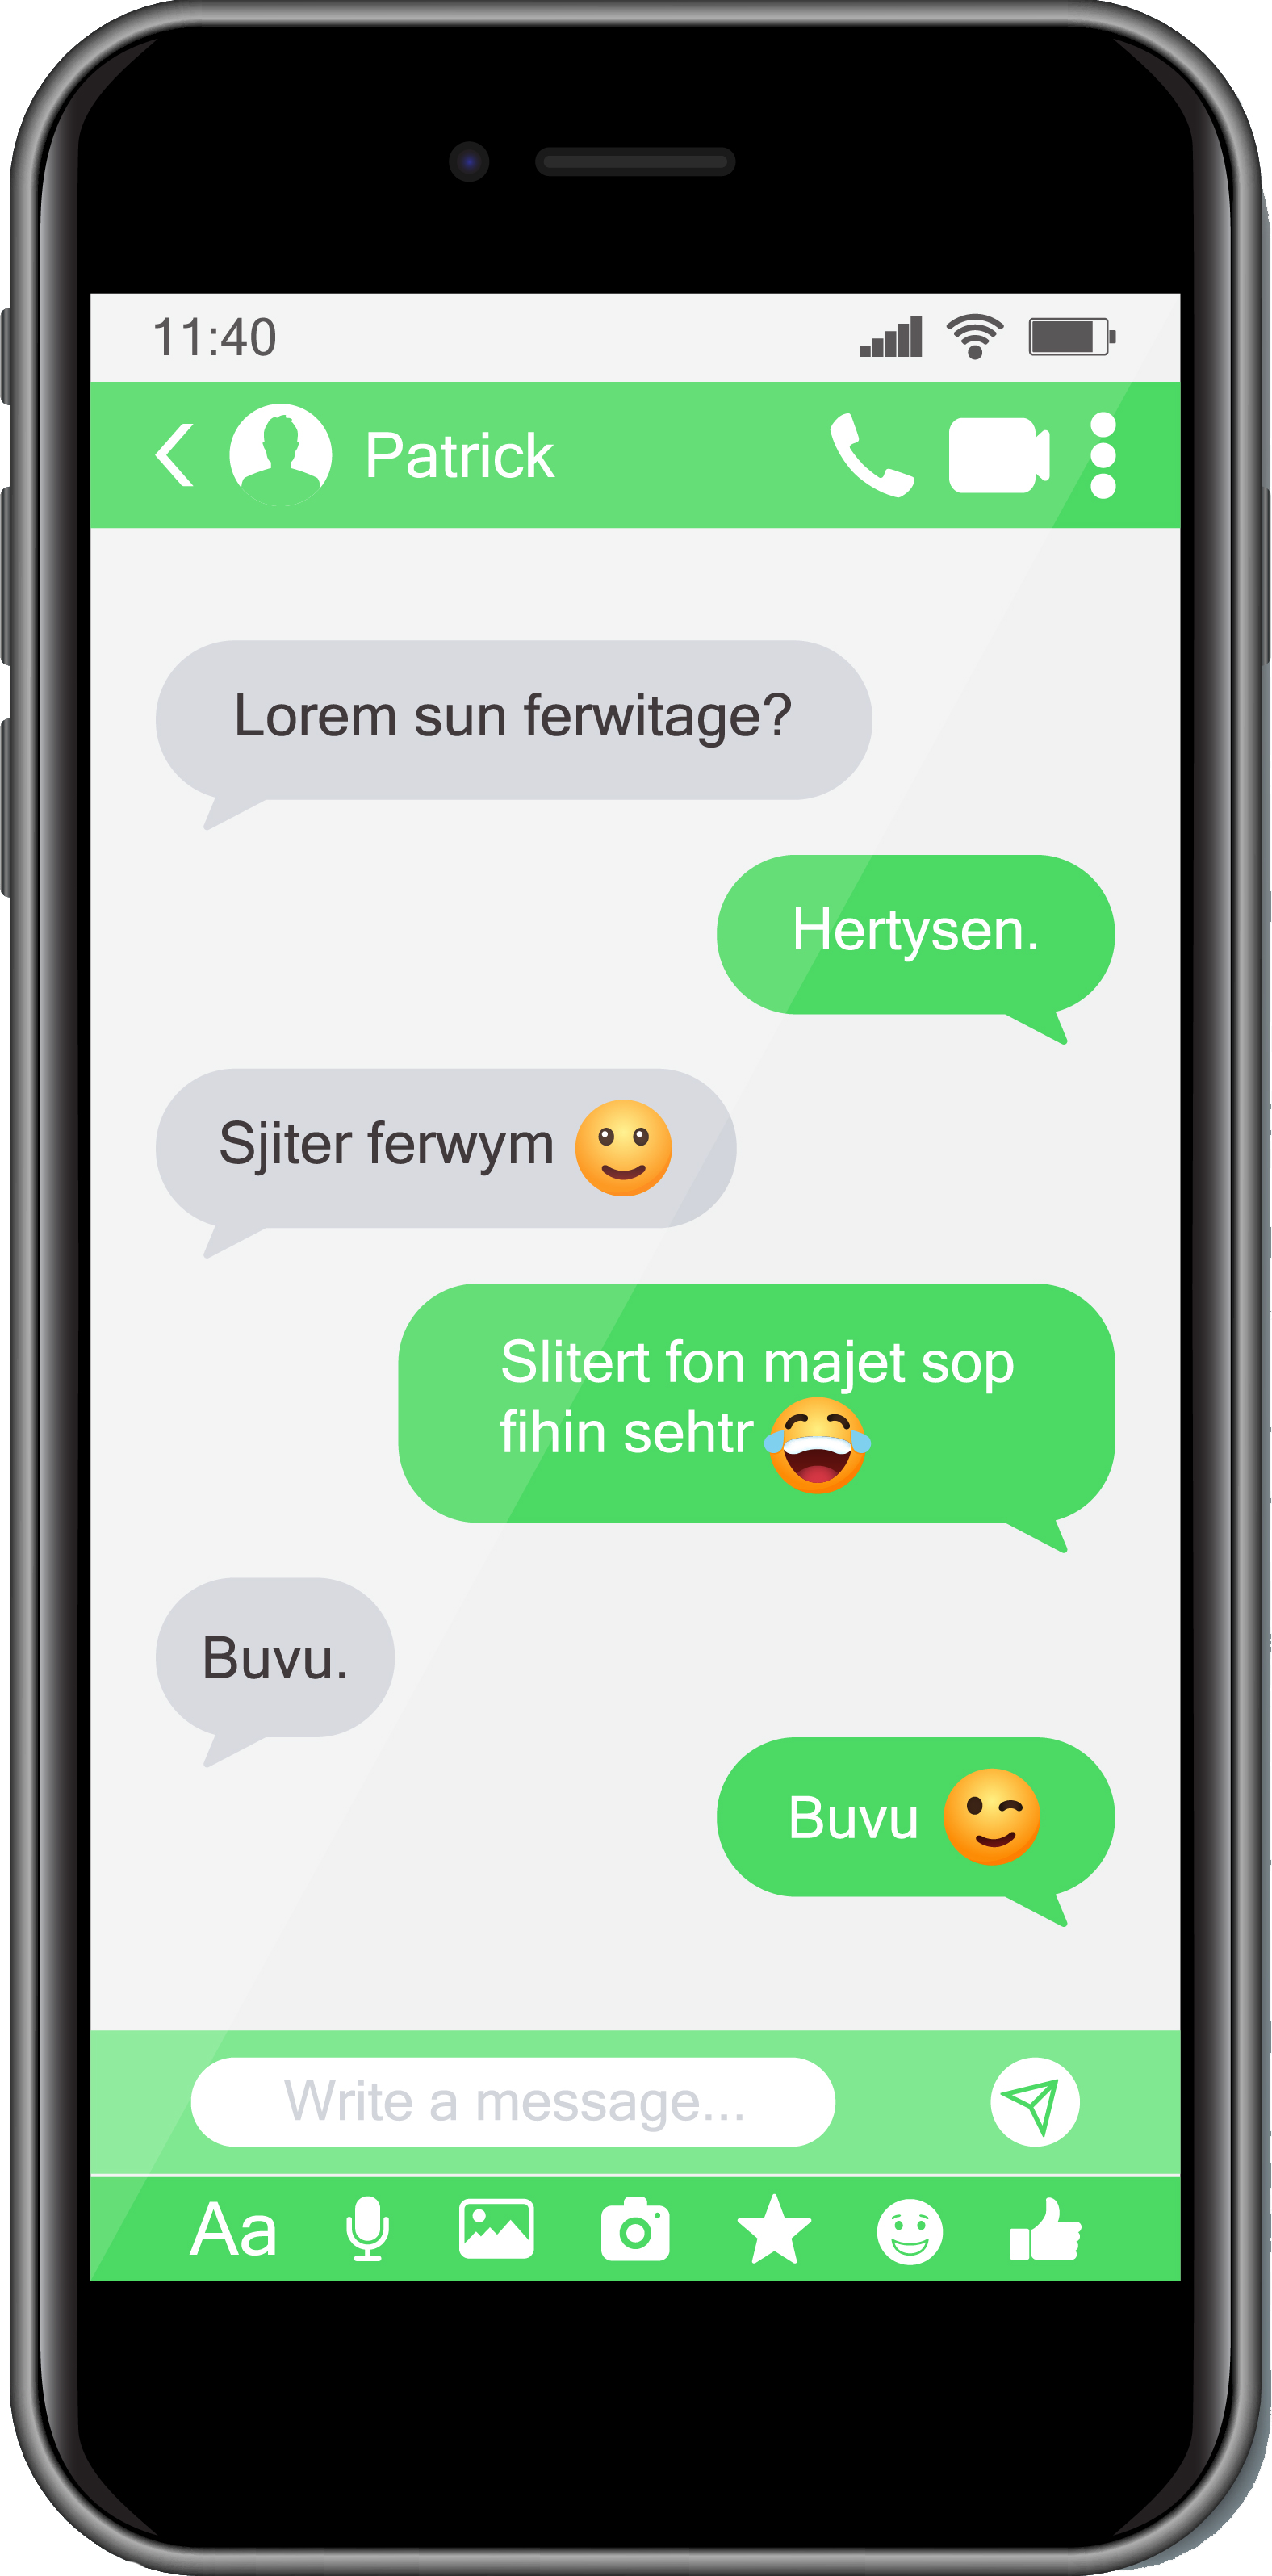 11:40
Patrick
Lorem sun ferwitage?
Hertysen.
Sjiter ferwym 🙂
Slitert fon majet sop
fihin sehtr 😂
Buvu.
Buvu 😉
Write a message...
Aa